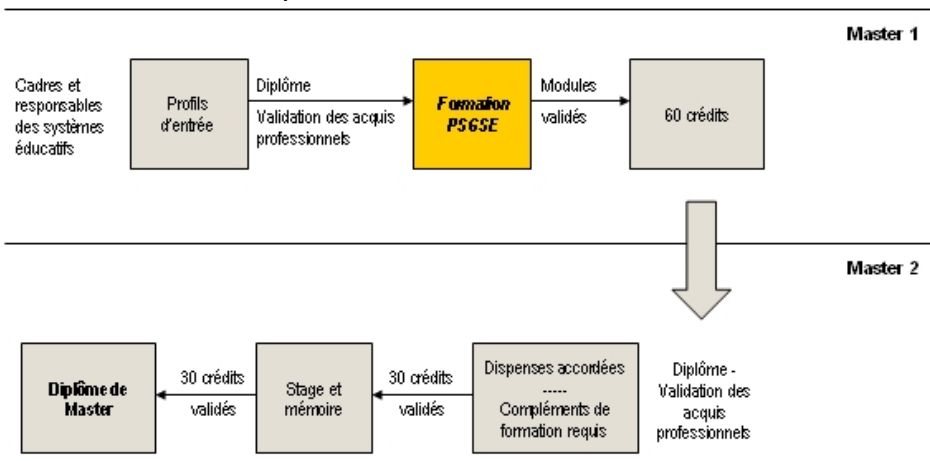 Master 1
Cadres et
responsables
des systèmes
éducatifs
Profils
d'entrée
Diplôme
Validation des acquis
professionnels
Formation
PSGSE
Modules
validés
60 crédits
Master 2
Diplôme de
Master
30 crédits
validés
Stage et
mémoire
30 crédits
validés
Dispenses accordées
-----
Compléments de
formation requis
Diplôme -
Validation des
acquis
professionnels